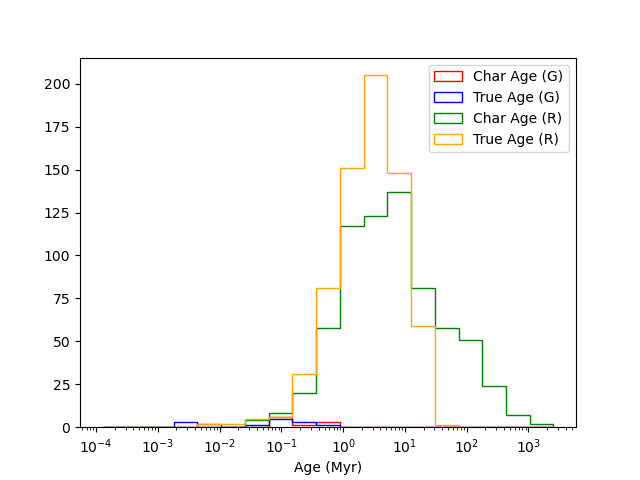 Char Age (G)
True Age (G)
Char Age (R)
True Age (R)
200
175
150
125
100
75
50
25
0
10⁻⁴ 10⁻³ 10⁻² 10⁻¹ 10⁰ 10¹ 10² 10³
Age (Myr)